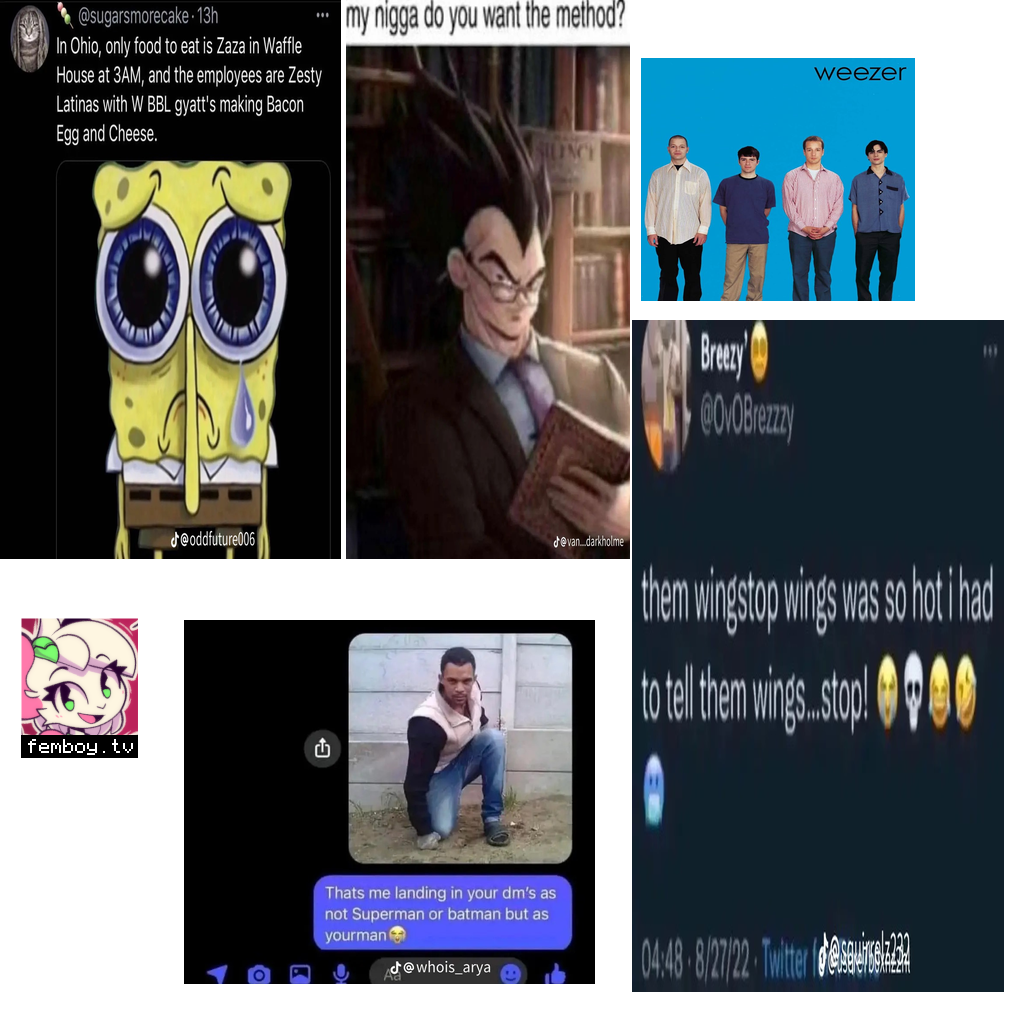 @sugarsmorecake · 13h
In Ohio, only food to eat is Zaza in Waffle
House at 3AM, and the employees are Zesty
Latinas with W BBL gyatt's making Bacon
Egg and Cheese.
@oddfuture006
my nigga do you want the method?
SILENCE
@van...darkholme
weezer
Breezy'
@OvOBrezzzy
them wingstop wings was so hot i had
to tell them wings...stop! 😭💀😆🤣
🥶
04:48 · 8/27/22 · Twitter
femboy.tv
Thats me landing in your dm's as
not Superman or batman but as
yourman😭
Aa
@whois_arya